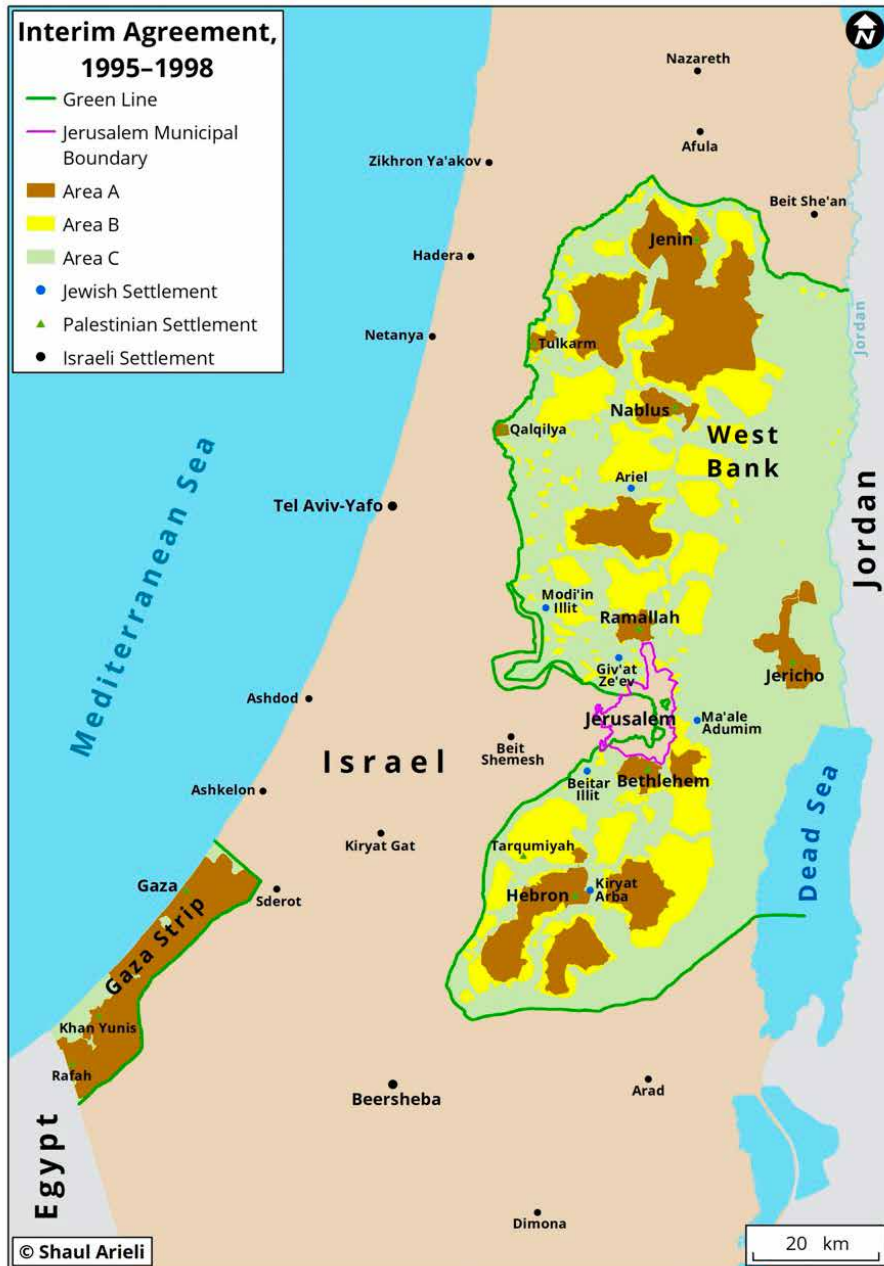 Interim Agreement,
1995–1998
Green Line
Jerusalem Municipal
Boundary
Area A
Area B
Area C
Jewish Settlement
Palestinian Settlement
Israeli Settlement
N
Nazareth
Afula
Zikhron Ya'akov
Beit She'an
Jenin
Hadera
Netanya
Jordan
Tulkarm
Nablus
Qalqilya
West
Bank
Ariel
Tel Aviv-Yafo
Mediterranean Sea
Jordan
Modi'in
Illit
Ramallah
Giv'at
Ze'ev
Jericho
Ashdod
Jerusalem
Ma'ale
Adumim
Beit
Shemesh
Israel
Beitar
Illit
Bethlehem
Ashkelon
Kiryat Gat
Tarqumiyah
Dead Sea
Gaza
Sderot
Hebron
Kiryat
Arba
Gaza Strip
Khan Yunis
Rafah
Beersheba
Arad
Egypt
Dimona
© Shaul Arieli
20 km